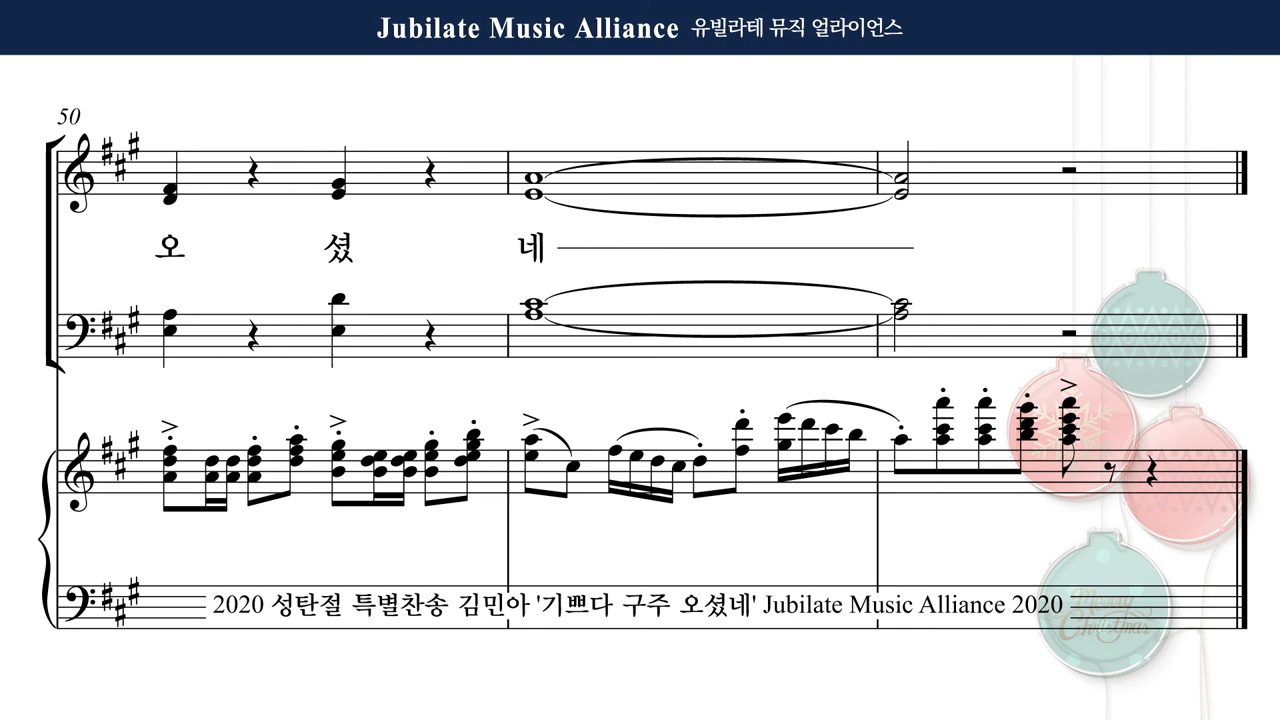 Jubilate Music Alliance 유빌라테 뮤직 얼라이언스
50
오 셨 네
2020 성탄절 특별찬송 김민아 '기쁘다 구주 오셨네' Jubilate Music Alliance 2020
Merry
Christmas